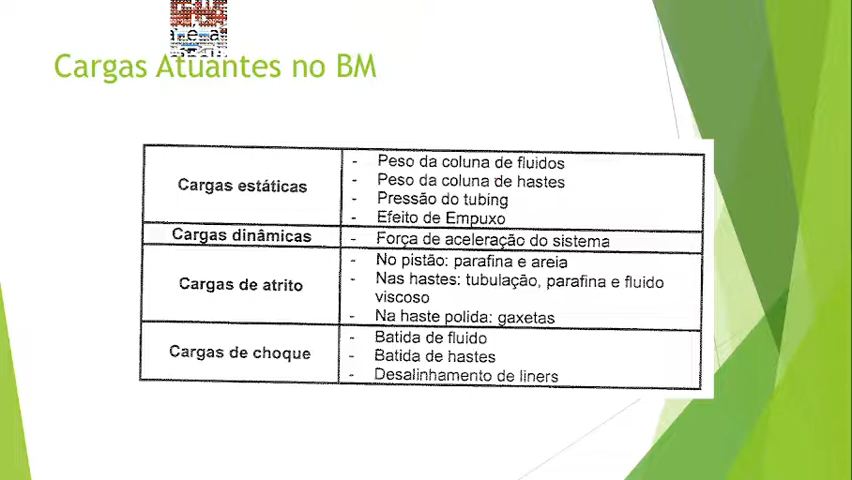 Cargas Atuantes no BM
Cargas estáticas
- Peso da coluna de fluidos
- Peso da coluna de hastes
- Pressão do tubing
- Efeito de Empuxo
Cargas dinâmicas
- Força de aceleração do sistema
Cargas de atrito
- No pistão: parafina e areia
- Nas hastes: tubulação, parafina e fluido
viscoso
- Na haste polida: gaxetas
Cargas de choque
- Batida de fluido
- Batida de hastes
- Desalinhamento de liners